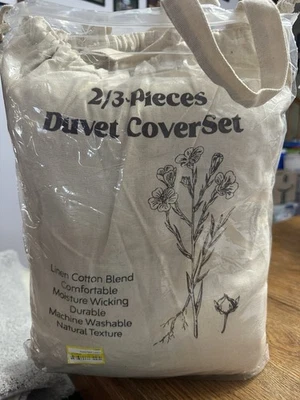 2/3 Pieces
Duvet CoverSet
Linen Cotton Blend
Comfortable
Moisture Wicking
Durable
Machine Washable
Natural Texture